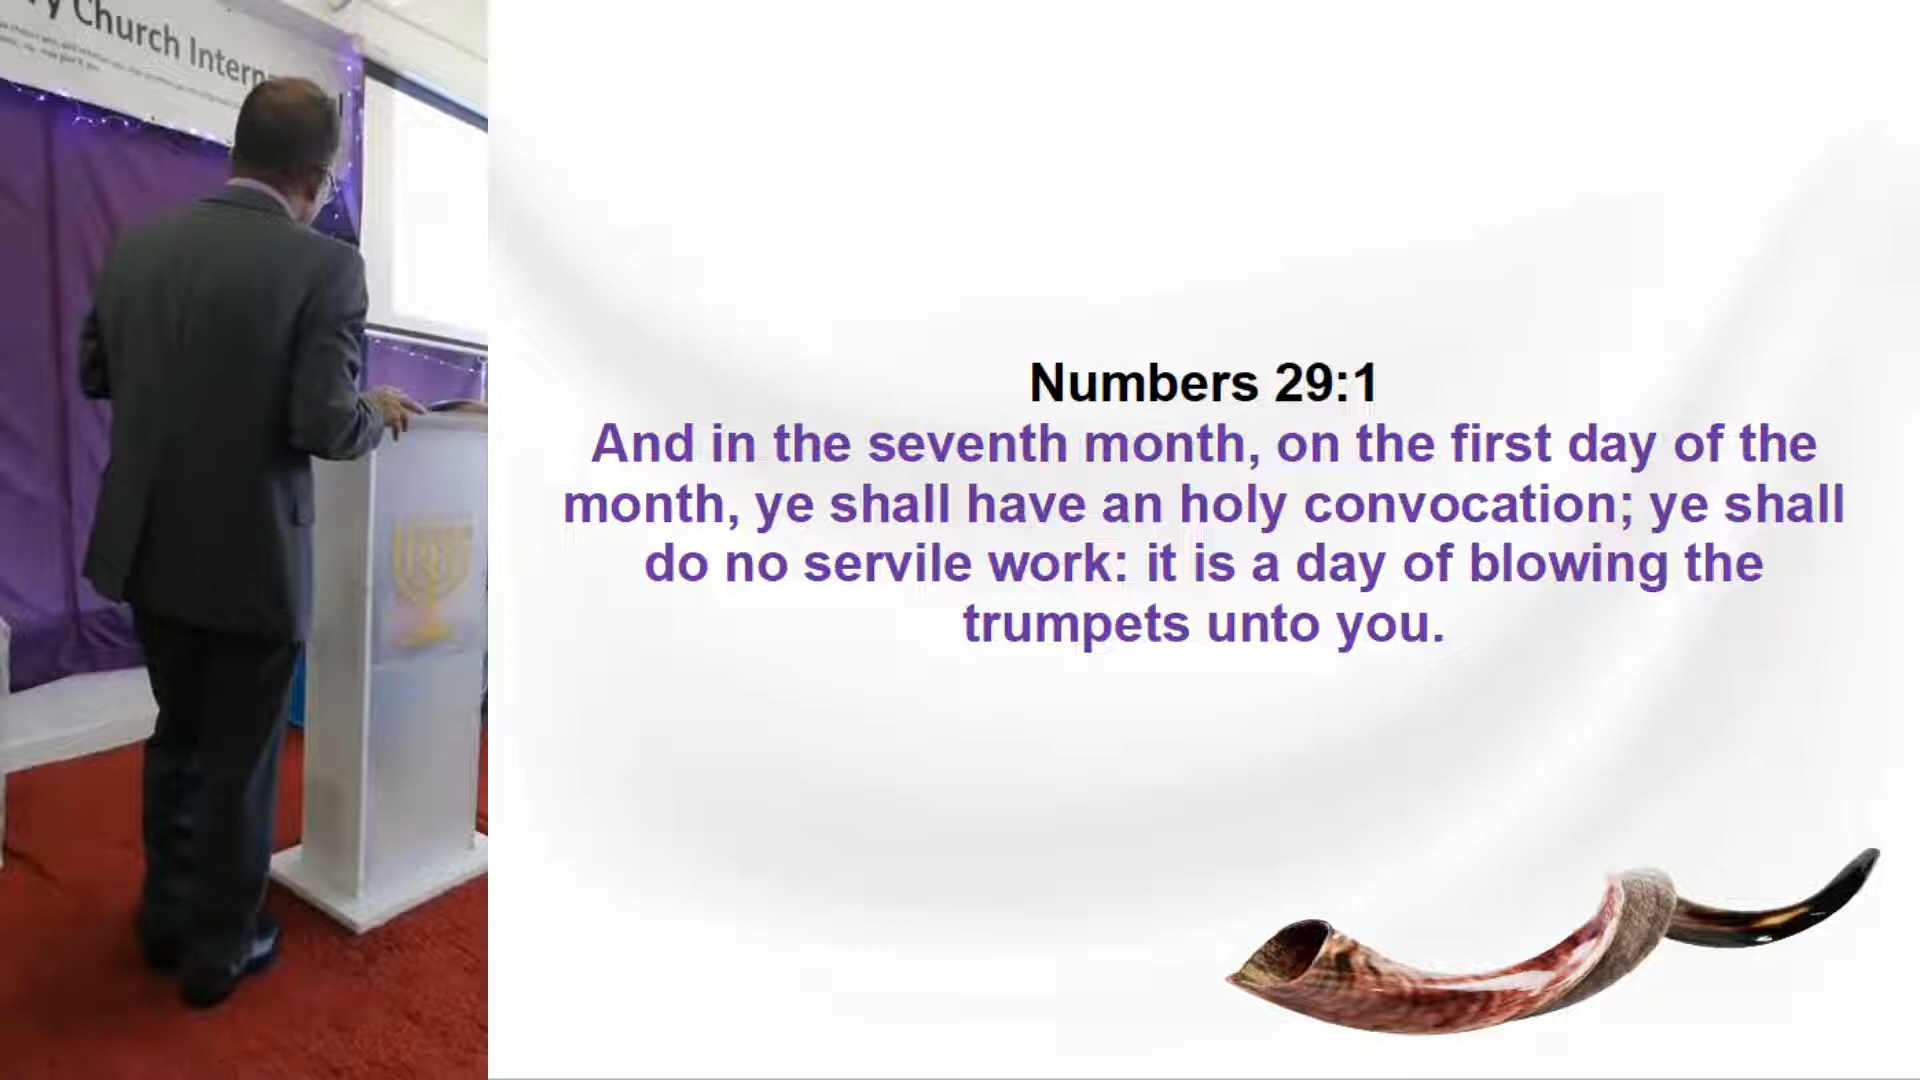 Church International
Numbers 29:1
And in the seventh month, on the first day of the
month, ye shall have an holy convocation; ye shall
do no servile work: it is a day of blowing the
trumpets unto you.